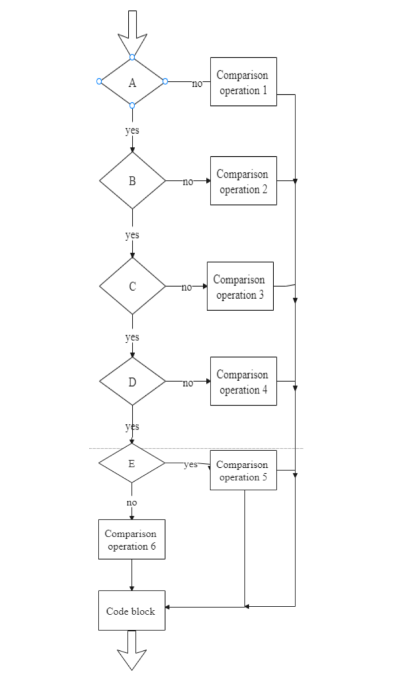 A
no
Comparison
operation 1
yes
B
no
Comparison
operation 2
yes
C
no
Comparison
operation 3
yes
D
no
Comparison
operation 4
yes
E
yes
Comparison
operation 5
no
Comparison
operation 6
Code block